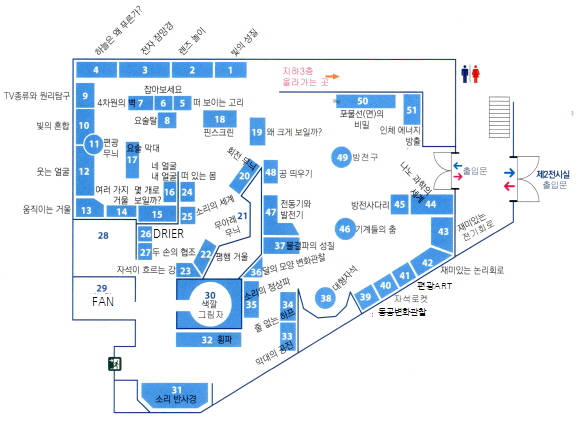 하늘은 왜 푸른가?
전자 잠망경
렌즈 놀이
빛의 성질
4
3
2
1
지하3층
올라가는 곳
TV종류와 원리탐구
9
잡아보세요
4차원의 벽
7
6
5
떠 보이는 고리
50
포물선(면)의
비밀
51
인체 에너지
방출
빛의 혼합
10
요술탈
8
18
핀스크린
19
왜 크게 보일까?
11
편광
무늬
요술 막대
17
49
방전구
출입문
제2전시실
출입문
웃는 얼굴
12
네 얼굴
내 얼굴
떠 있는 몸
회전 무늬
20
48
공 띄우기
나노 과학의
세계
여러 가지
거울
몇 개로
보일까?
16
24
움직이는 거울
13
14
15
25
소리의 세계
21
무아래
무늬
47
전동기와
발전기
방전사다리
45
44
28
26
DRIER
46
기계들의 춤
43
재미있는
전기회로
27
두 손의 협조
22
평행 거울
37
물결파의 성질
자석이 흐르는 강
23
36
달의 모양 변화관찰
42
재미있는 논리회로
29
FAN
30
색깔
그림자
35
소리의 정상파
34
줄 없는 하프
38
대형자석
39
40
41
편광ART
자석로켓
동공변화관찰
32
횡파
33
막대의 공진
31
소리 반사경